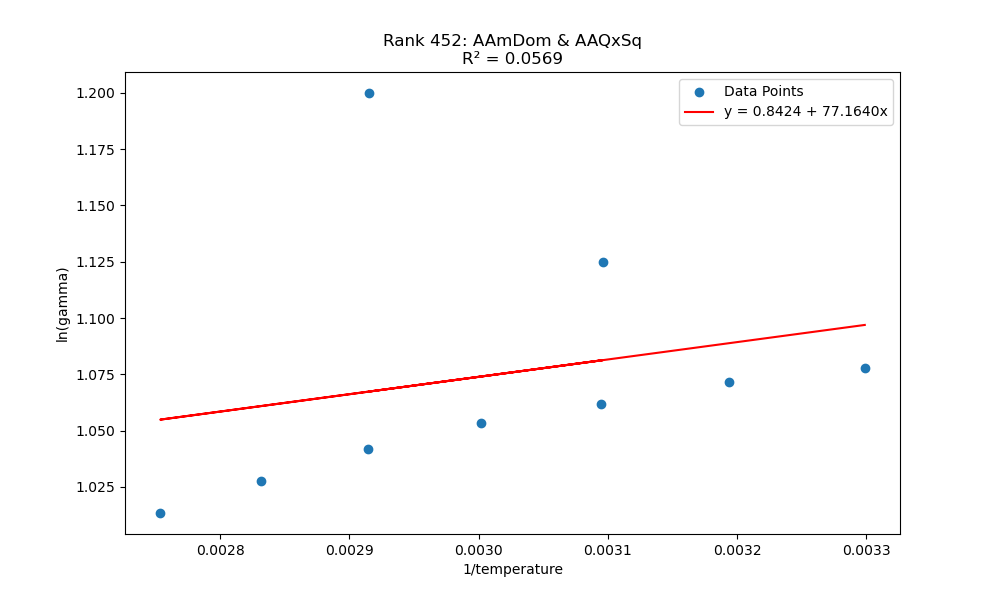 Rank 452: AAmDom & AAQxSq
R² = 0.0569
Data Points
y = 0.8424 + 77.1640x
1.200
1.175
1.150
1.125
1.100
1.075
1.050
1.025
ln(gamma)
0.0028
0.0029
0.0030
0.0031
0.0032
0.0033
1/temperature